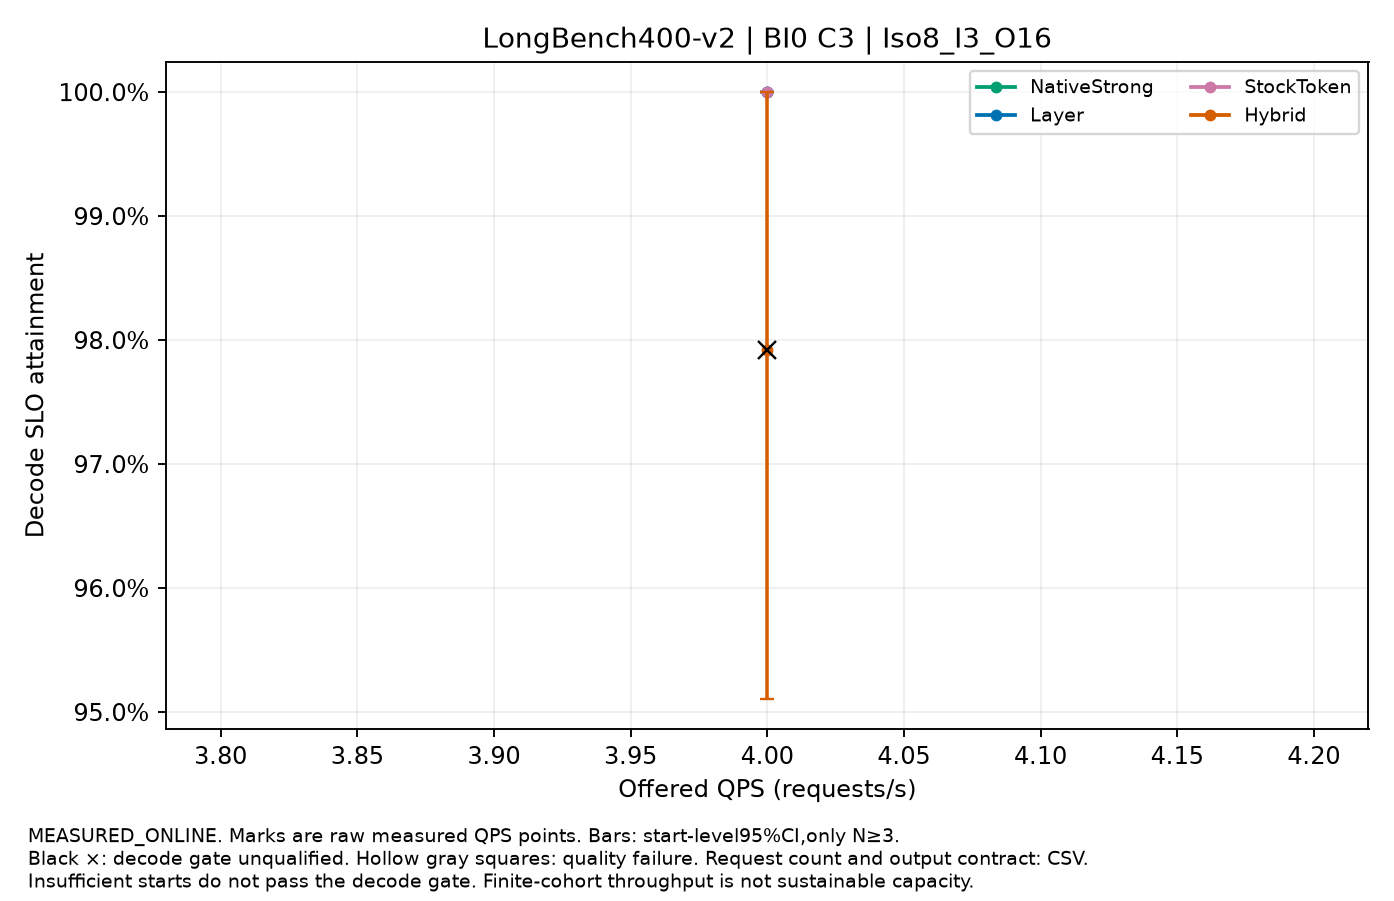 LongBench400-v2 | BI0 C3 | Iso8_I3_O16
NativeStrong
StockToken
Layer
Hybrid
100.0%
99.0%
98.0%
97.0%
96.0%
95.0%
Decode SLO attainment
3.80 3.85 3.90 3.95 4.00 4.05 4.10 4.15 4.20
Offered QPS (requests/s)
MEASURED_ONLINE. Marks are raw measured QPS points. Bars: start-level95%CI,only N≥3.
Black ×: decode gate unqualified. Hollow gray squares: quality failure. Request count and output contract: CSV.
Insufficient starts do not pass the decode gate. Finite-cohort throughput is not sustainable capacity.